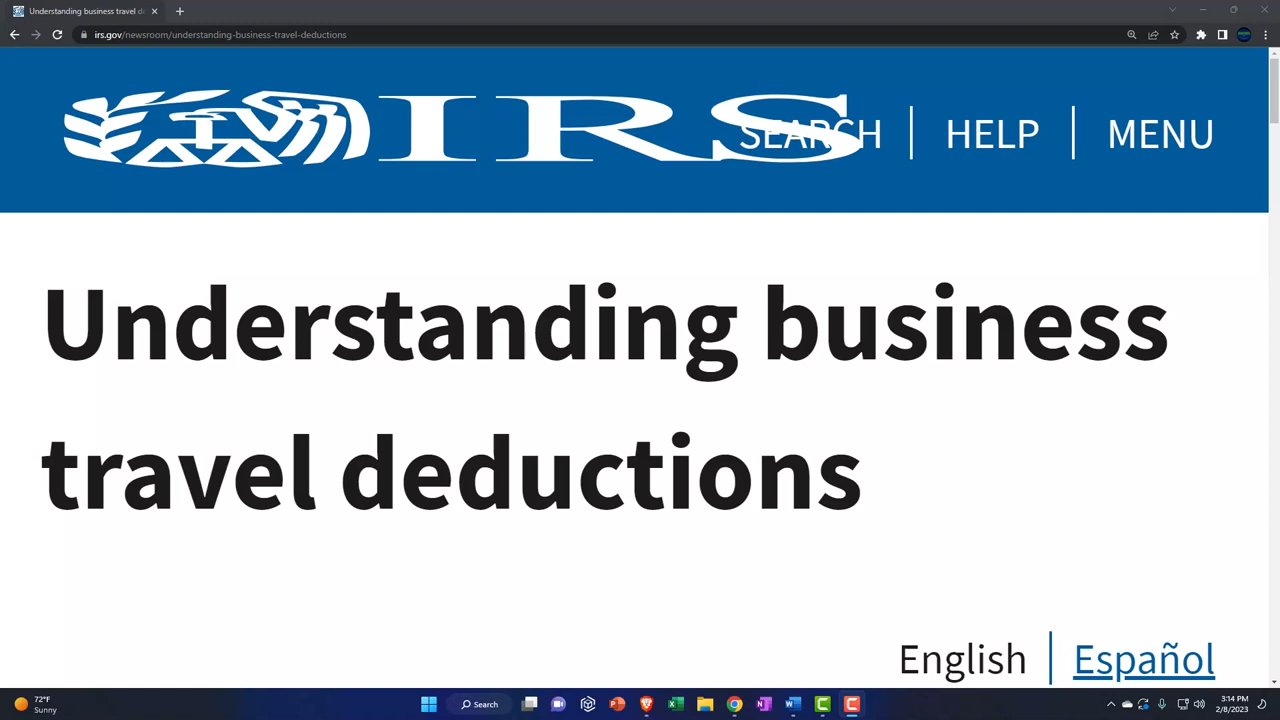 Understanding business travel de
irs.gov/newsroom/understanding-business-travel-deductions
IRS
SEARCH
HELP
MENU
Understanding business
travel deductions
English
Español
72°F
Sunny
Search
3:14 PM
2/8/2023